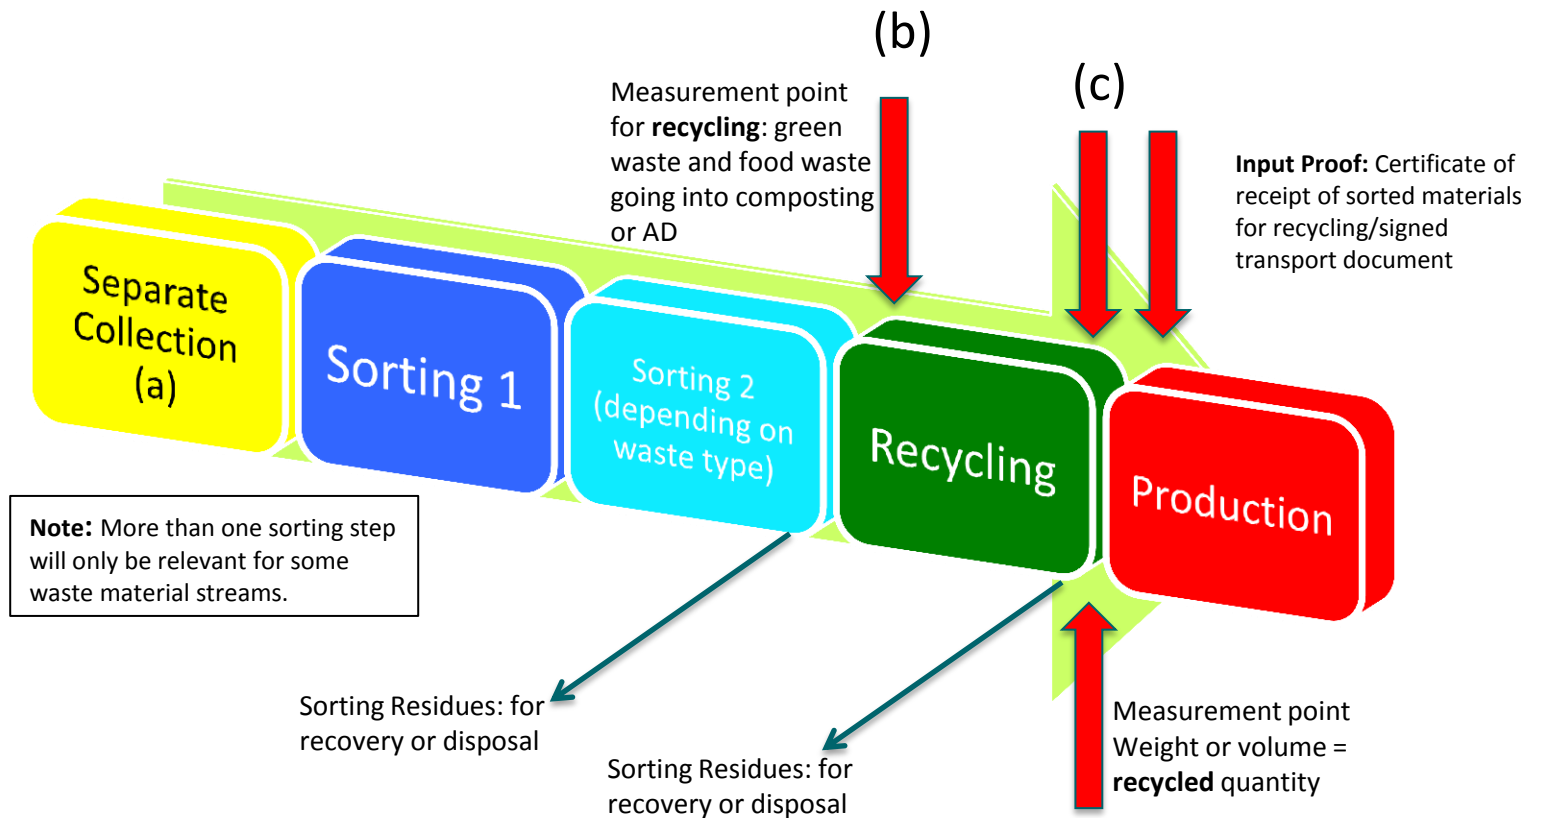 (b)
(c)
Measurement point
for recycling: green
waste and food waste
going into composting
or AD
Input Proof: Certificate of
receipt of sorted materials
for recycling/signed
transport document
Separate
Collection
(a)
Sorting 1
Sorting 2
(depending on
waste type)
Recycling
Production
Note: More than one sorting step
will only be relevant for some
waste material streams.
Sorting Residues: for
recovery or disposal
Sorting Residues: for
recovery or disposal
Measurement point
Weight or volume =
recycled quantity